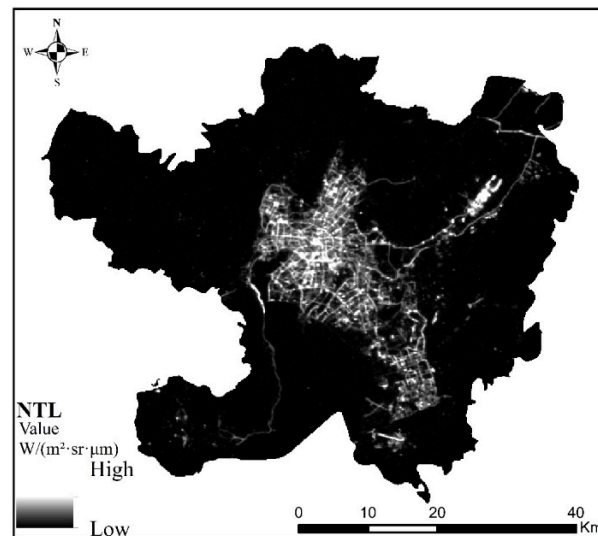 N
W E
S
NTL
Value
W/(m²·sr·μm)
High
Low
0 10 20 40
Km